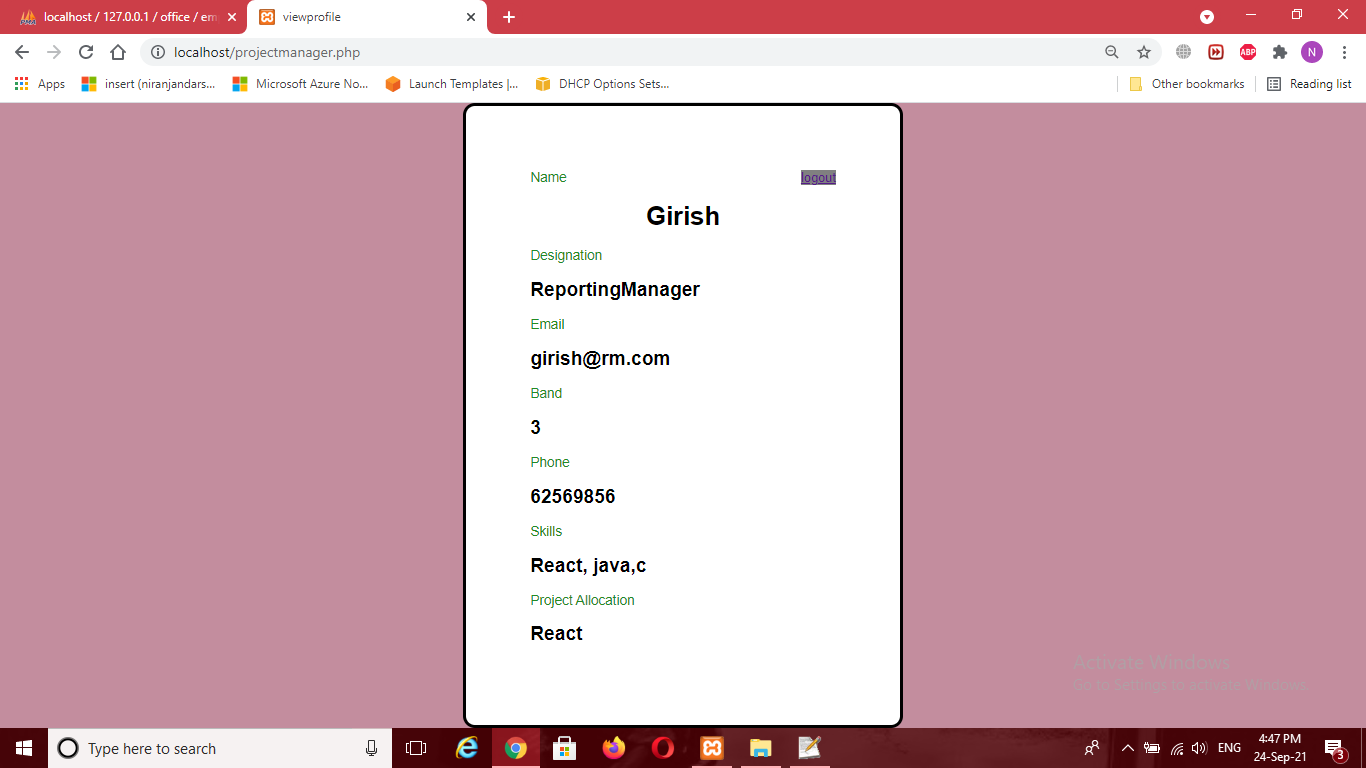 localhost / 127.0.0.1 / office / em
viewprofile
localhost/projectmanager.php
N
ABP
Apps
insert (niranjandars...
Microsoft Azure No...
Launch Templates |...
DHCP Options Sets...
Other bookmarks
Reading list
Name
logout
Girish
Designation
ReportingManager
Email
girish@rm.com
Band
3
Phone
62569856
Skills
React, java,c
Project Allocation
React
Activate Windows
Go to Settings to activate Windows.
Type here to search
ENG
4:47 PM
24-Sep-21
3